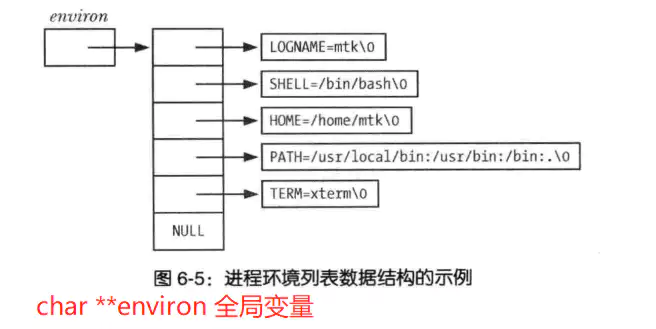 environ
LOGNAME=mtk\0
SHELL=/bin/bash\0
HOME=/home/mtk\0
PATH=/usr/local/bin:/usr/bin:/bin:.\0
TERM=xterm\0
NULL
图 6-5：进程环境列表数据结构的示例
char **environ 全局变量